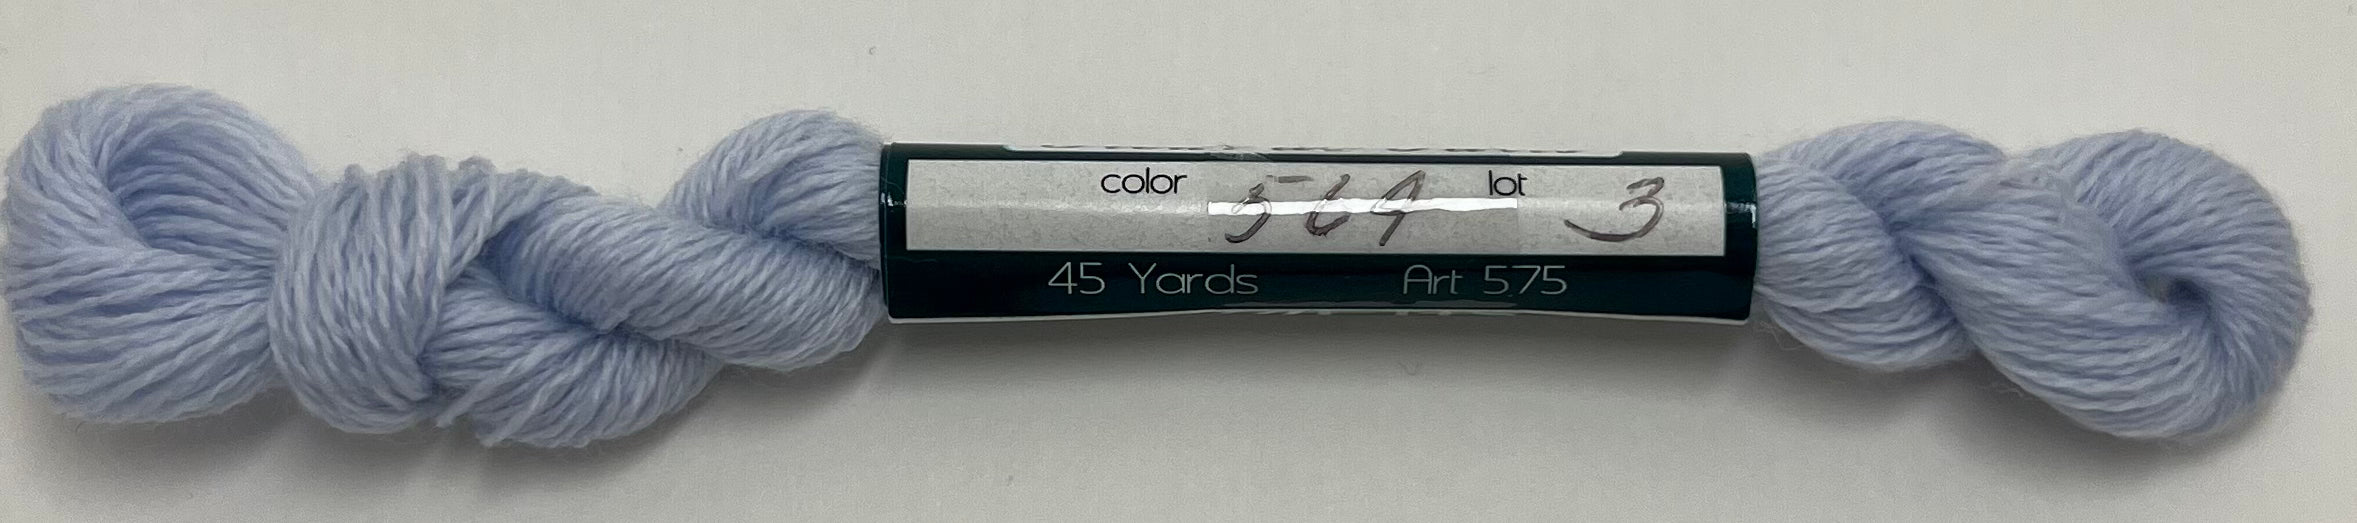 color 564 lot 3
45 Yards Art 575